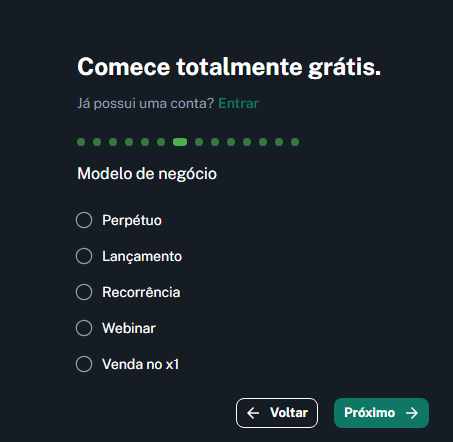 Comece totalmente grátis.
Já possui uma conta? Entrar
Modelo de negócio
Perpétuo
Lançamento
Recorrência
Webinar
Venda no x1
Voltar Próximo